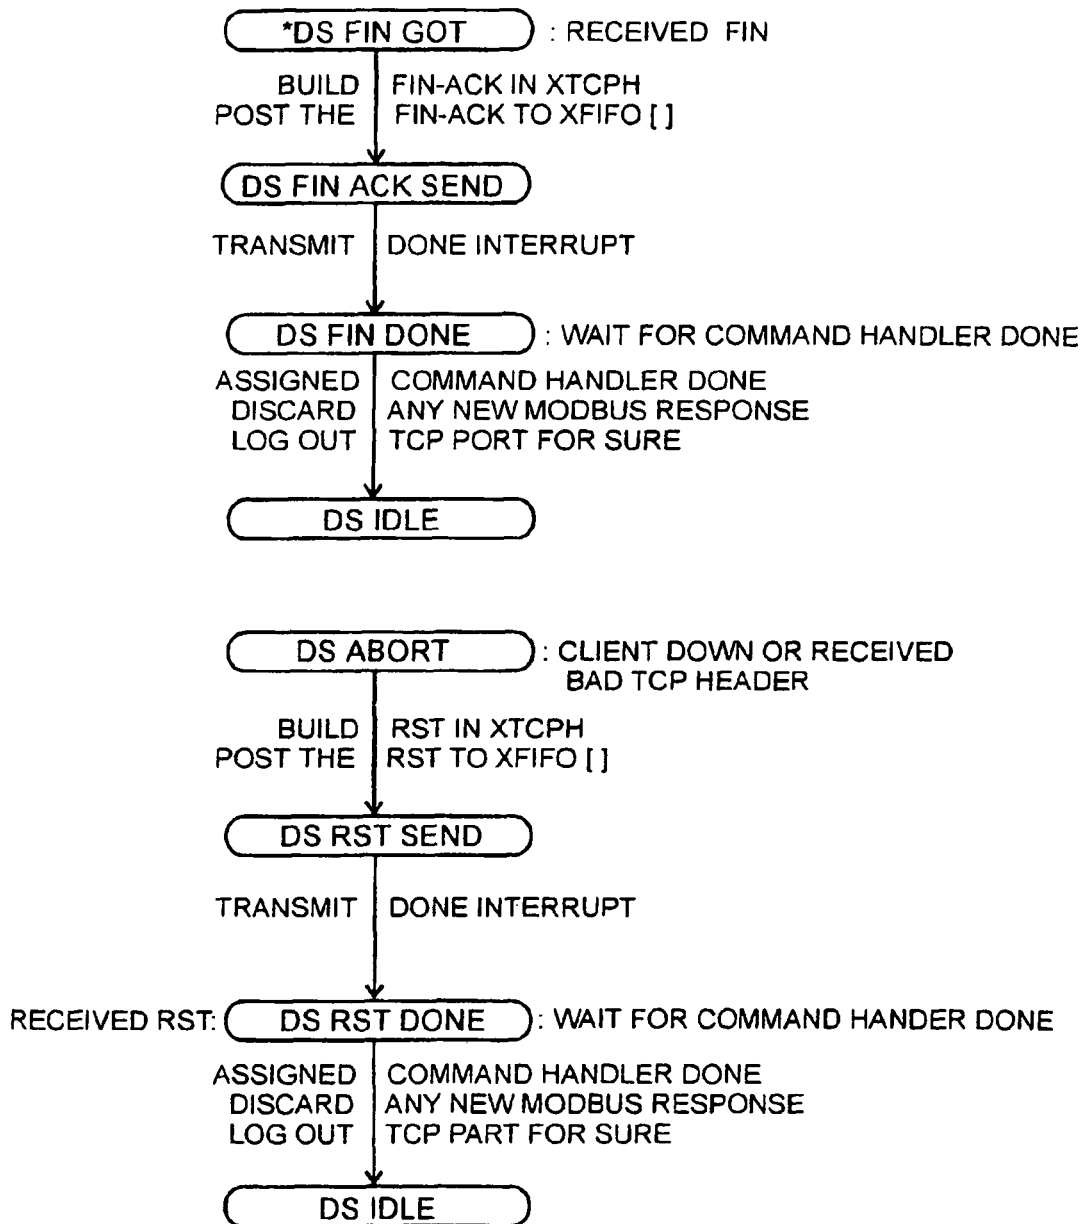 *DS FIN GOT : RECEIVED FIN
BUILD FIN-ACK IN XTCPH
POST THE FIN-ACK TO XFIFO [ ]
DS FIN ACK SEND
TRANSMIT DONE INTERRUPT
DS FIN DONE : WAIT FOR COMMAND HANDLER DONE
ASSIGNED COMMAND HANDLER DONE
DISCARD ANY NEW MODBUS RESPONSE
LOG OUT TCP PORT FOR SURE
DS IDLE
DS ABORT : CLIENT DOWN OR RECEIVED
BAD TCP HEADER
BUILD RST IN XTCPH
POST THE RST TO XFIFO [ ]
DS RST SEND
TRANSMIT DONE INTERRUPT
RECEIVED RST: DS RST DONE : WAIT FOR COMMAND HANDER DONE
ASSIGNED COMMAND HANDLER DONE
DISCARD ANY NEW MODBUS RESPONSE
LOG OUT TCP PART FOR SURE
DS IDLE